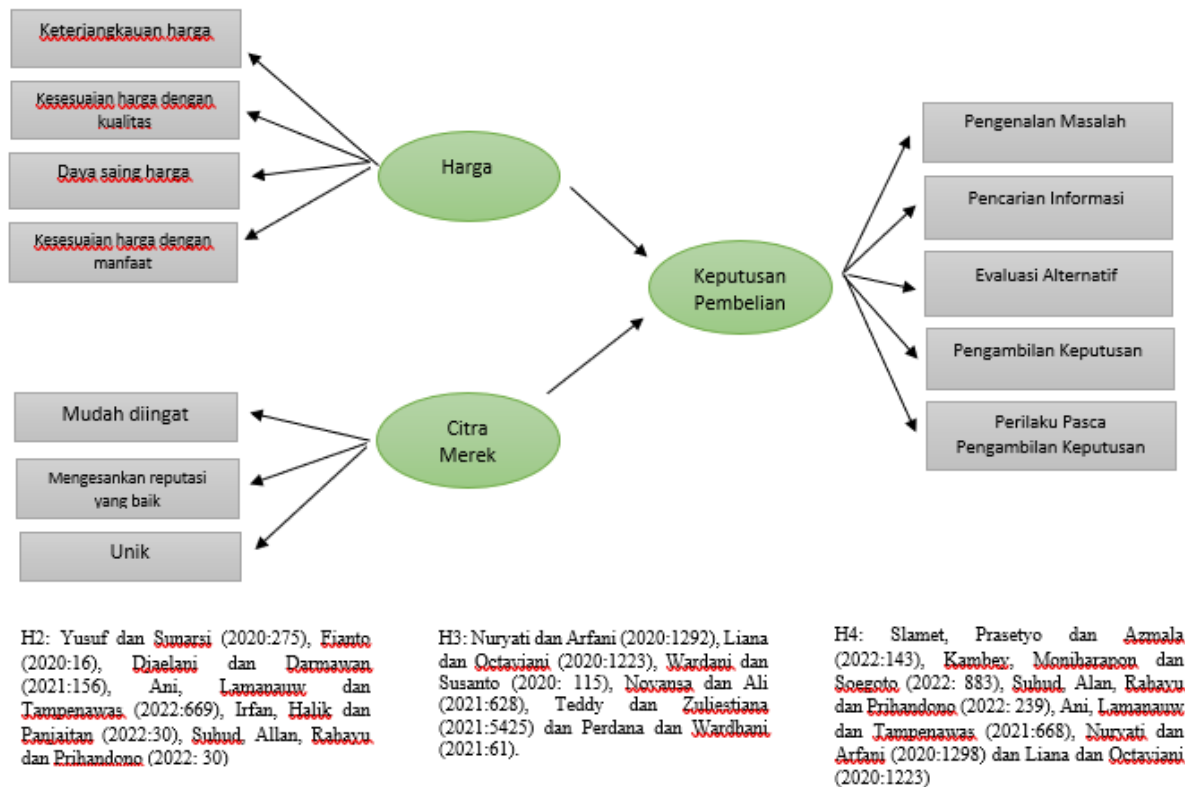 Keterjangkauan harga
Kesesuaian harga dengan
kualitas
Daya saing harga
Kesesuaian harga dengan
manfaat
Harga
Mudah diingat
Mengesankan reputasi
yang baik
Unik
Citra
Merek
Keputusan
Pembelian
Pengenalan Masalah
Pencarian Informasi
Evaluasi Alternatif
Pengambilan Keputusan
Perilaku Pasca
Pengambilan Keputusan
H2: Yusuf dan Sunarsi (2020:275), Fianto
(2020:16), Djaelani dan Darmawan
(2021:156), Ani, Lamanauw dan
Tampenawas (2022:669), Irfan, Halik dan
Panjaitan (2022:30), Suhud, Allan, Rahayu
dan Prihandono (2022: 30)
H3: Nuryati dan Arfani (2020:1292), Liana
dan Octaviani (2020:1223), Wardani dan
Susanto (2020: 115), Novansa dan Ali
(2021:628), Teddy dan Zuliestiana
(2021:5425) dan Perdana dan Wardhani
(2021:61).
H4: Slamet, Prasetyo dan Azmala
(2022:143), Kambey, Moniharapon dan
Soegoto (2022: 883), Suhud, Alan, Rahayu
dan Prihandono (2022: 239), Ani, Lamanauw
dan Tampenawas (2021:668), Nuryati dan
Arfani (2020:1298) dan Liana dan Octaviani
(2020:1223)